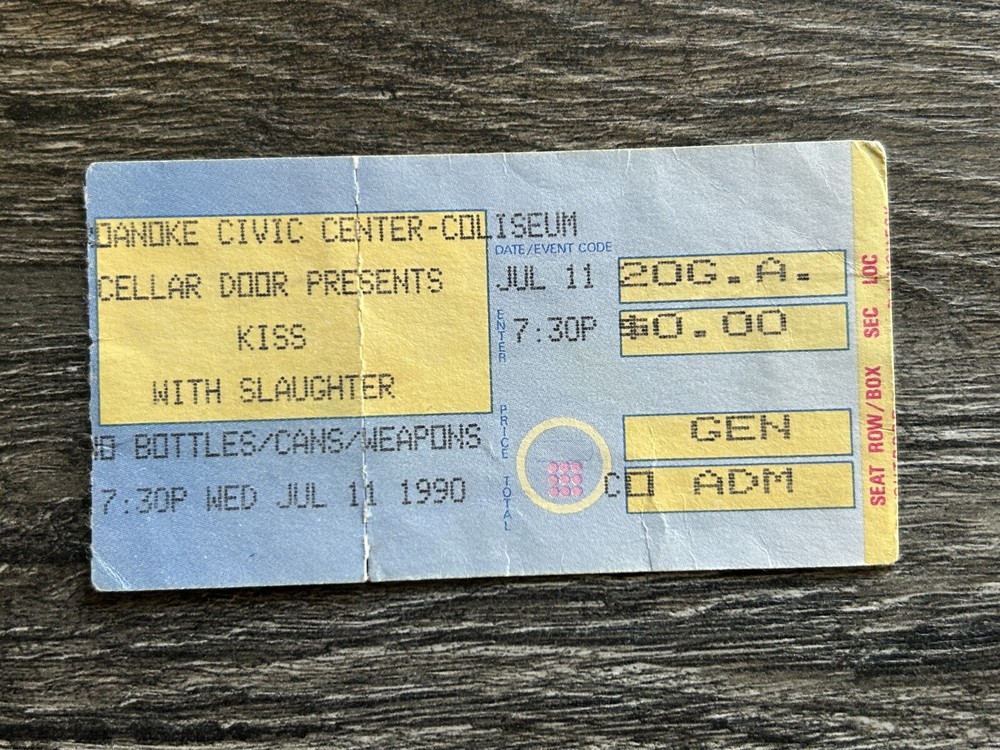 OANOKE CIVIC CENTER-COLISEUM
CELLAR DOOR PRESENTS
KISS
WITH SLAUGHTER
NO BOTTLES/CANS/WEAPONS
7:30P WED JUL 11 1990
DATE/EVENT CODE
JUL 11
ENTER
7:30P
PRICE TOTAL
20G.A.
$0.00
GEN
CO ADM
SEAT ROW/BOX SEC LOC